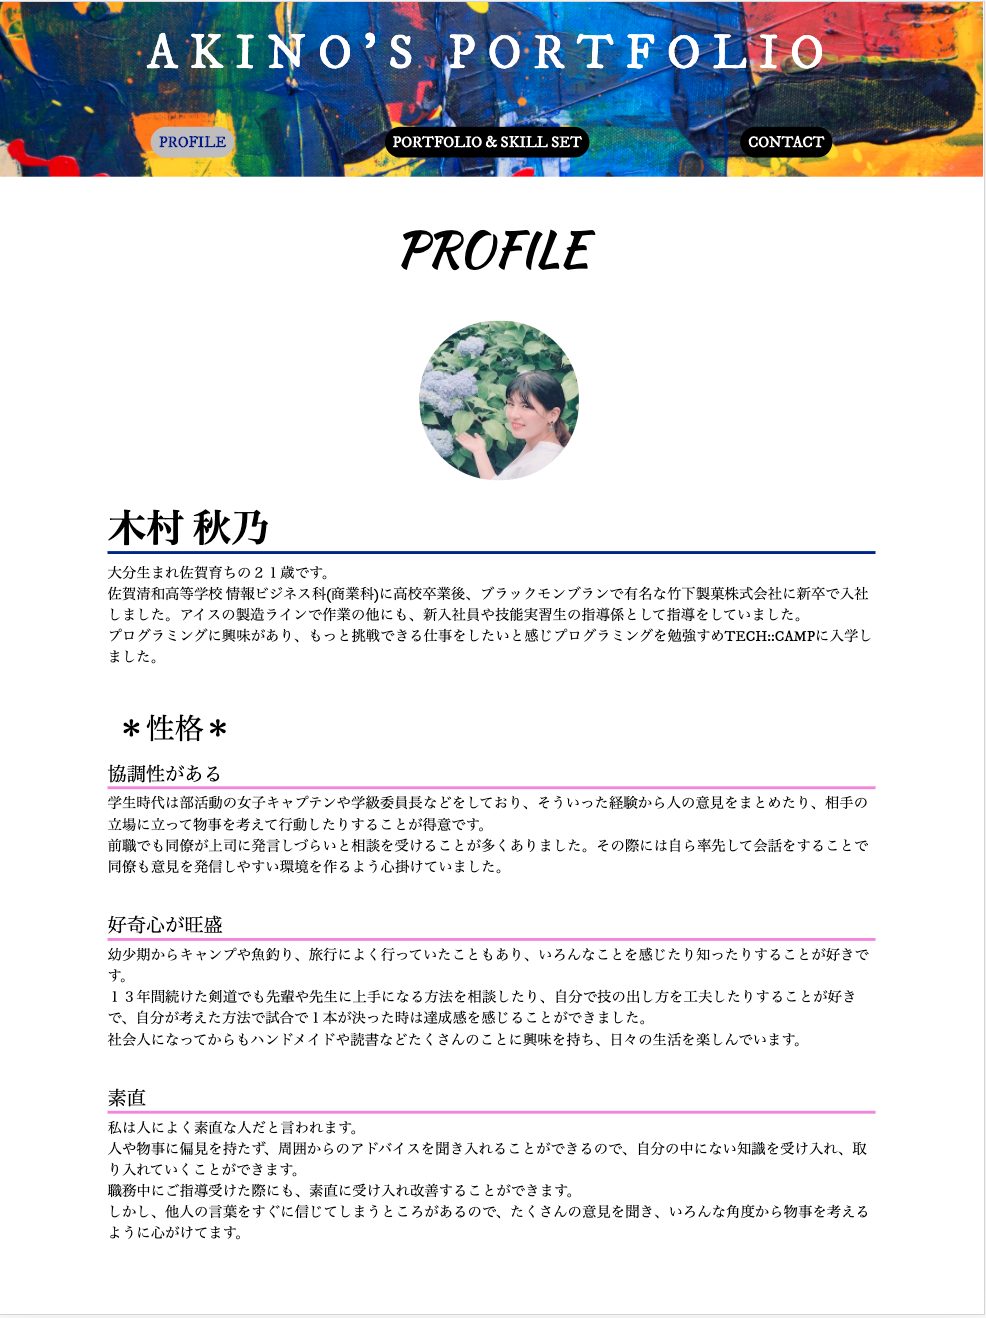 AKINO'S PORTFOLIO
PROFILE
PORTFOLIO & SKILL SET
CONTACT
PROFILE
木村 秋乃
大分生まれ佐賀育ちの２１歳です。
佐賀清和高等学校 情報ビジネス科(商業科)に高校卒業後、ブラックモンブランで有名な竹下製菓株式会社に新卒で入社
しました。アイスの製造ラインで作業の他にも、新入社員や技能実習生の指導係として指導をしていました。
プログラミングに興味があり、もっと挑戦できる仕事をしたいと感じプログラミングを勉強すめTECH::CAMPに入学し
ました。
＊性格＊
協調性がある
学生時代は部活動の女子キャプテンや学級委員長などをしており、そういった経験から人の意見をまとめたり、相手の
立場に立って物事を考えて行動したりすることが得意です。
前職でも同僚が上司に発言しづらいと相談を受けることが多くありました。その際には自ら率先して会話をすることで
同僚も意見を発信しやすい環境を作るよう心掛けていました。
好奇心が旺盛
幼少期からキャンプや魚釣り、旅行によく行っていたこともあり、いろんなことを感じたり知ったりすることが好きで
す。
１３年間続けた剣道でも先輩や先生に上手になる方法を相談したり、自分で技の出し方を工夫したりすることが好き
で、自分が考えた方法で試合で１本が決った時は達成感を感じることができました。
社会人になってからもハンドメイドや読書などたくさんのことに興味を持ち、日々の生活を楽しんでいます。
素直
私は人によく素直な人だと言われます。
人や物事に偏見を持たず、周囲からのアドバイスを聞き入れることができるので、自分の中にない知識を受け入れ、取
り入れていくことができます。
職務中にご指導受けた際にも、素直に受け入れ改善することができます。
しかし、他人の言葉をすぐに信じてしまうところがあるので、たくさんの意見を聞き、いろんな角度から物事を考える
ように心がけてます。